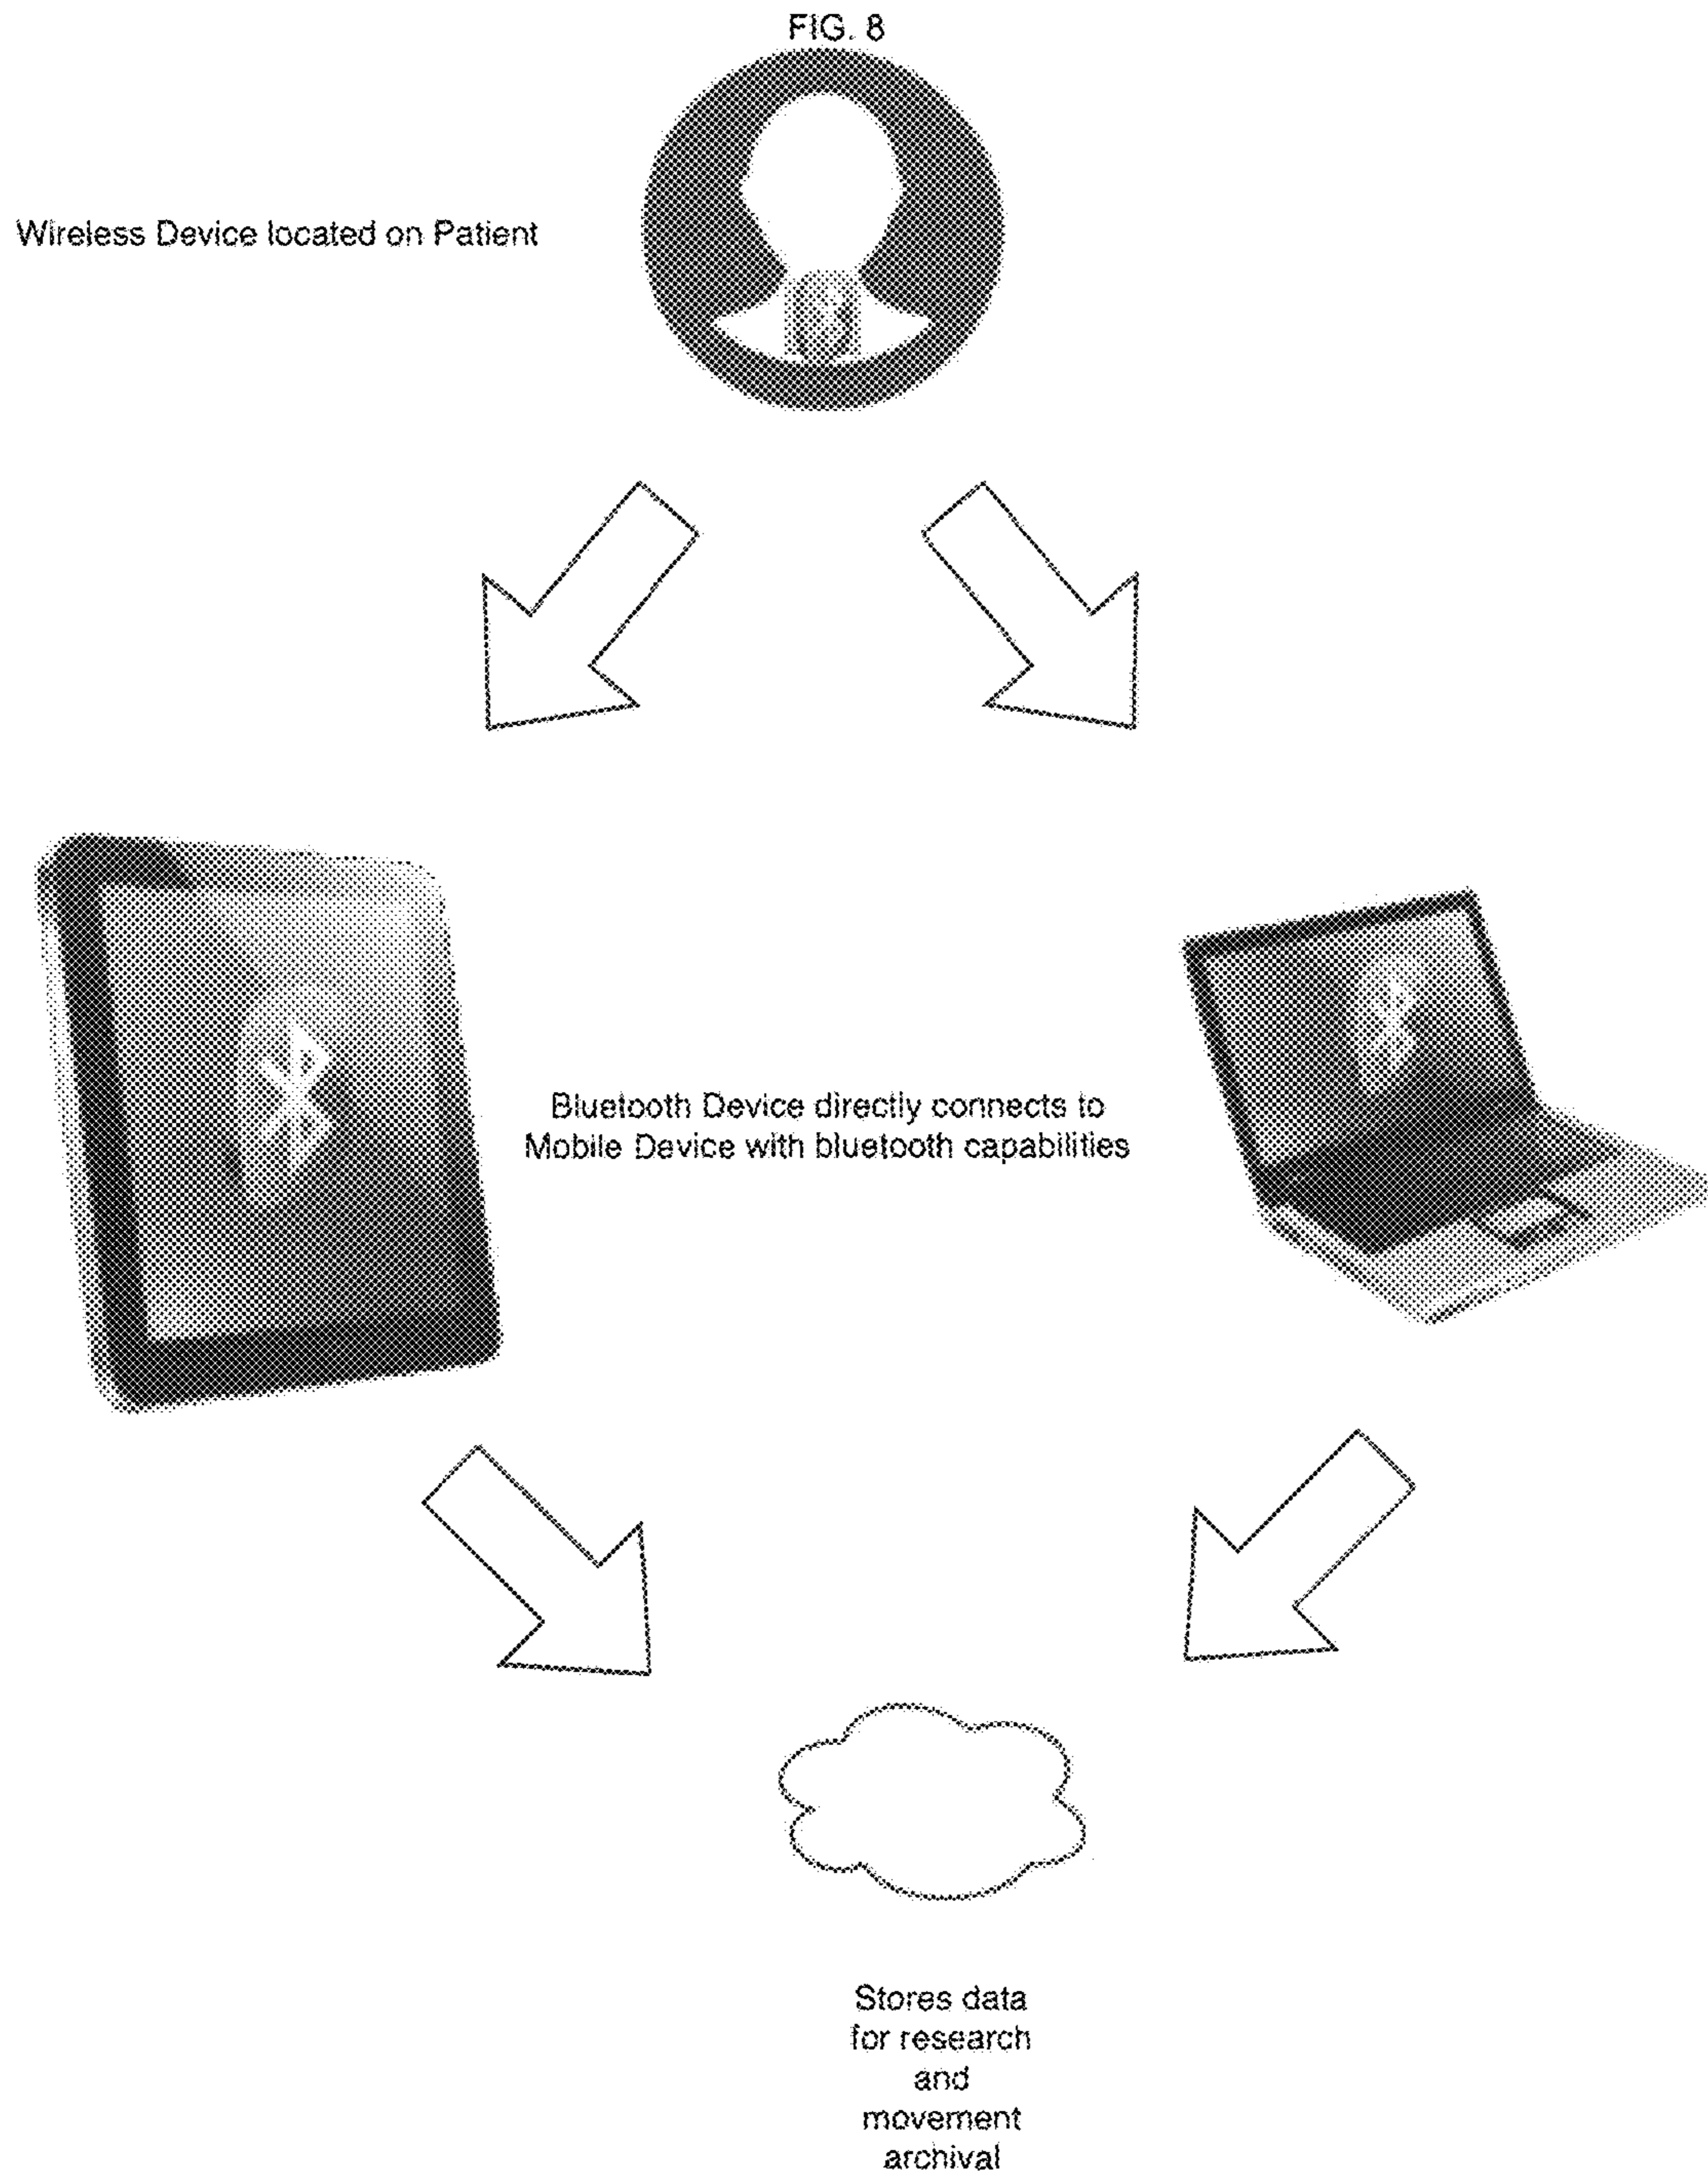 FIG. 8
Wireless Device located on Patient
Bluetooth Device directly connects to
Mobile Device with bluetooth capabilities
Stores data
for research
and
movement
archival